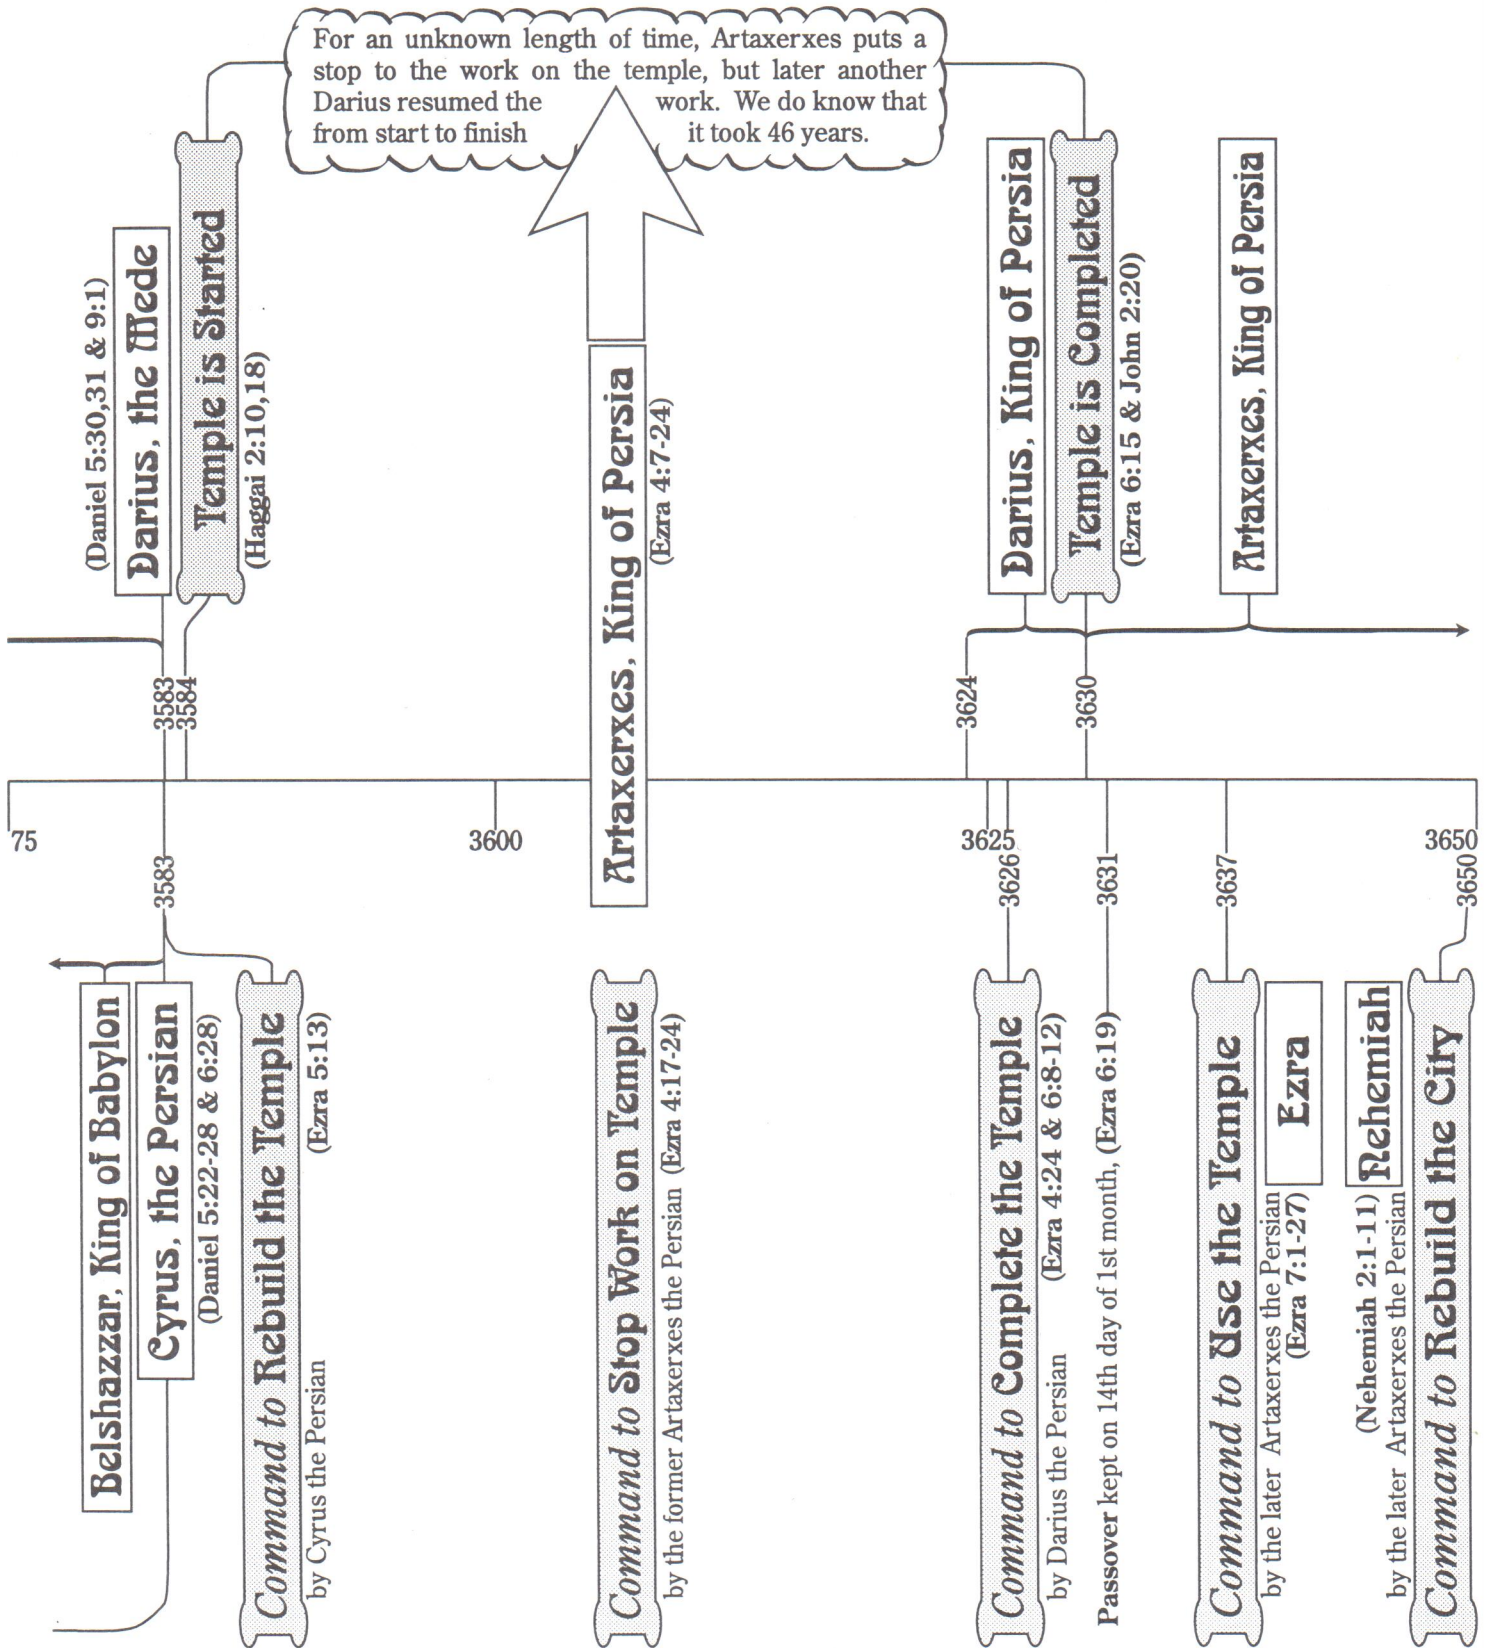 For an unknown length of time, Artaxerxes puts a
stop to the work on the temple, but later another
Darius resumed the work. We do know that
from start to finish it took 46 years.
(Daniel 5:30,31 & 9:1)
Darius, the Mede
Temple is Started
(Haggai 2:10,18)
Artaxerxes, King of Persia
(Ezra 4:7-24)
Darius, King of Persia
Temple is Completed
(Ezra 6:15 & John 2:20)
Artaxerxes, King of Persia
3583
3584
3624
3630
75
3600
3625
3650
3583
3626
3631
3637
3650
Belshazzar, King of Babylon
Cyrus, the Persian
(Daniel 5:22-28 & 6:28)
Command to Rebuild the Temple
by Cyrus the Persian (Ezra 5:13)
Command to Stop Work on Temple
by the former Artaxerxes the Persian (Ezra 4:17-24)
Command to Complete the Temple
by Darius the Persian (Ezra 4:24 & 6:8-12)
Passover kept on 14th day of 1st month, (Ezra 6:19)
Command to Use the Temple
by the later Artaxerxes the Persian
(Ezra 7:1-27)
Ezra
Nehemiah
(Nehemiah 2:1-11)
by the later Artaxerxes the Persian
Command to Rebuild the City